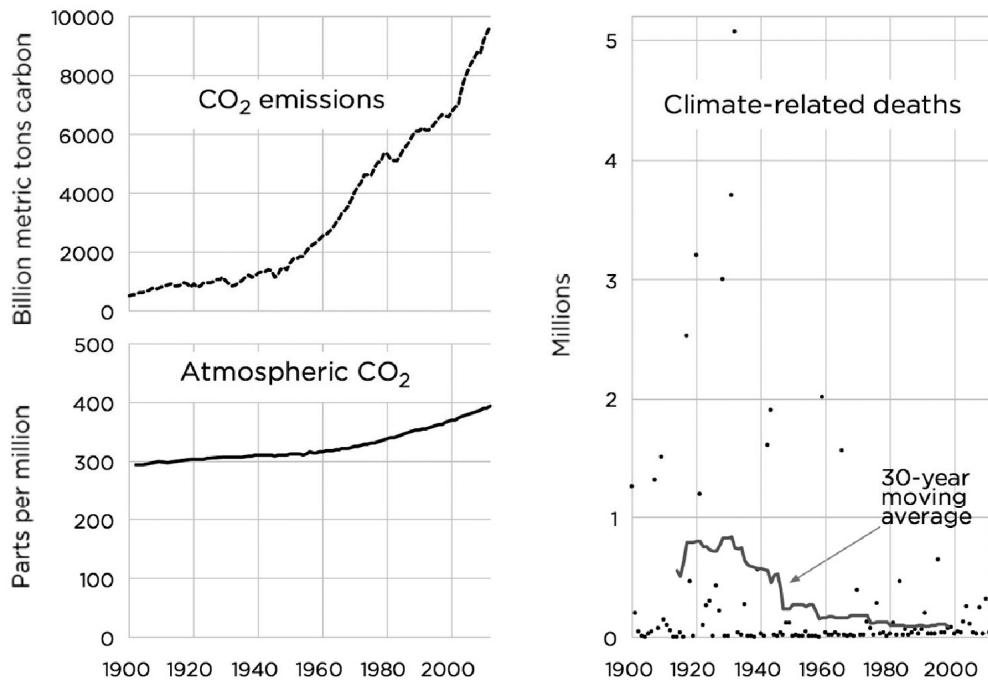 10000
8000
6000
4000
2000
0
Billion metric tons carbon
CO₂ emissions
500
400
300
200
100
0
Parts per million
Atmospheric CO₂
1900 1920 1940 1960 1980 2000
5
4
3
2
1
0
Millions
Climate-related deaths
30-year
moving
average
1900 1920 1940 1960 1980 2000